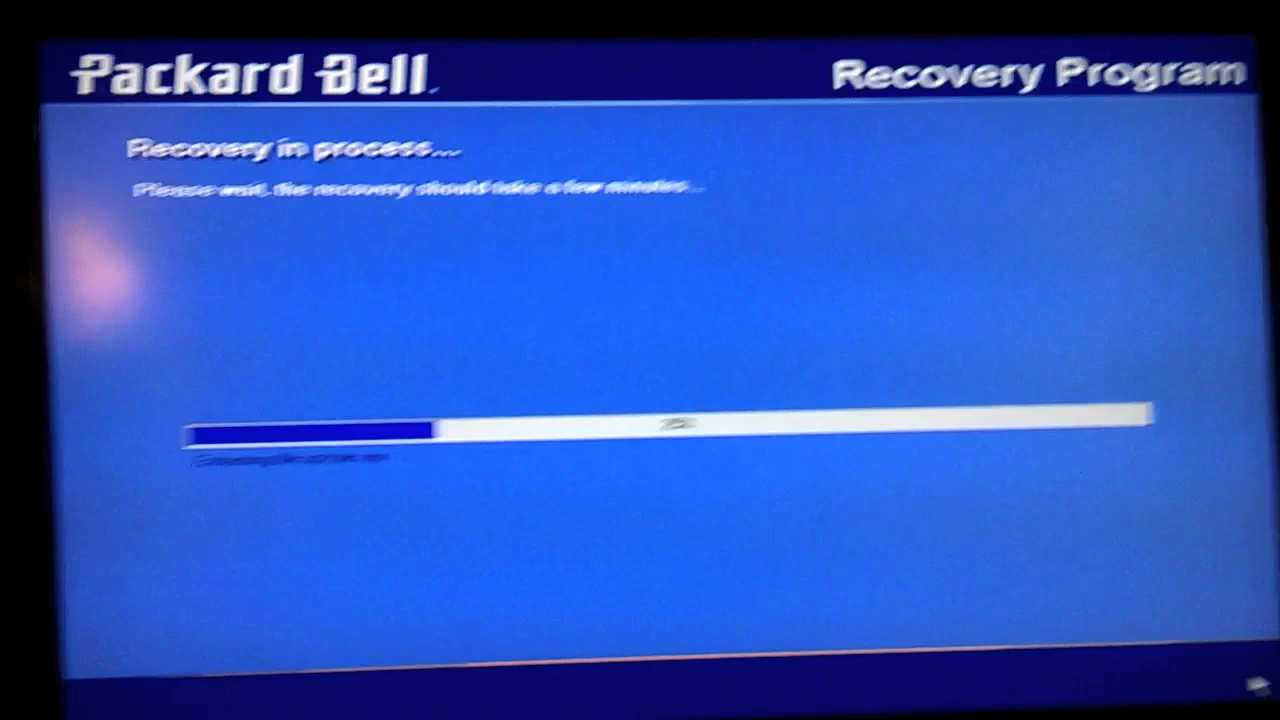 Packard Bell.
Recovery Program
Recovery in process...
Please wait, the recovery should take a few minutes...